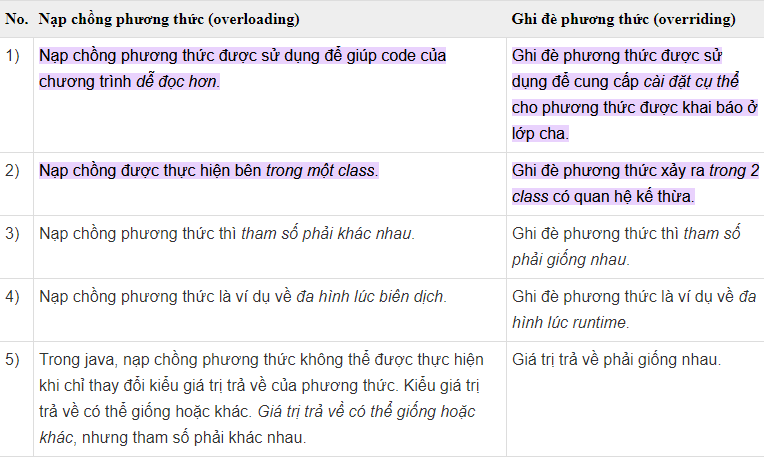 No. Nạp chồng phương thức (overloading) Ghi đè phương thức (overriding)
1) Nạp chồng phương thức được sử dụng để giúp code của
chương trình dễ đọc hơn.
Ghi đè phương thức được sử
dụng để cung cấp cài đặt cụ thể
cho phương thức được khai báo ở
lớp cha.
2) Nạp chồng được thực hiện bên trong một class.
Ghi đè phương thức xảy ra trong 2
class có quan hệ kế thừa.
3) Nạp chồng phương thức thì tham số phải khác nhau.
Ghi đè phương thức thì tham số
phải giống nhau.
4) Nạp chồng phương thức là ví dụ về đa hình lúc biên dịch.
Ghi đè phương thức là ví dụ về đa
hình lúc runtime.
5) Trong java, nạp chồng phương thức không thể được thực hiện
khi chỉ thay đổi kiểu giá trị trả về của phương thức. Kiểu giá trị
trả về có thể giống hoặc khác. Giá trị trả về có thể giống hoặc
khác, nhưng tham số phải khác nhau.
Giá trị trả về phải giống nhau.